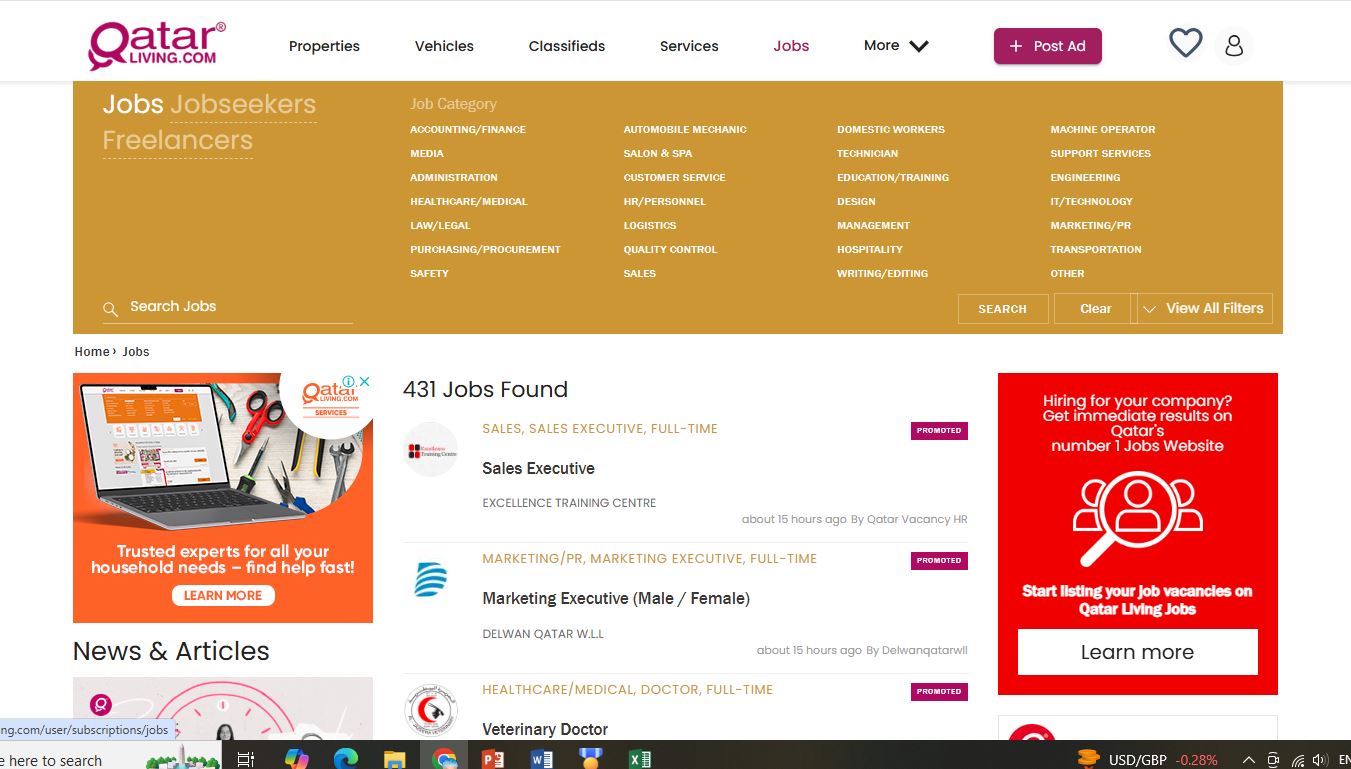 Qatar®
LIVING.COM
Properties
Vehicles
Classifieds
Services
Jobs
More
+ Post Ad
Jobs Jobseekers
Freelancers
Job Category
ACCOUNTING/FINANCE
AUTOMOBILE MECHANIC
DOMESTIC WORKERS
MACHINE OPERATOR
MEDIA
SALON & SPA
TECHNICIAN
SUPPORT SERVICES
ADMINISTRATION
CUSTOMER SERVICE
EDUCATION/TRAINING
ENGINEERING
HEALTHCARE/MEDICAL
HR/PERSONNEL
DESIGN
IT/TECHNOLOGY
LAW/LEGAL
LOGISTICS
MANAGEMENT
MARKETING/PR
PURCHASING/PROCUREMENT
QUALITY CONTROL
HOSPITALITY
TRANSPORTATION
SAFETY
SALES
WRITING/EDITING
OTHER
Search Jobs
SEARCH
Clear
View All Filters
Home › Jobs
Qatar
LIVING.COM
SERVICES
Trusted experts for all your
household needs – find help fast!
LEARN MORE
News & Articles
431 Jobs Found
SALES, SALES EXECUTIVE, FULL-TIME
PROMOTED
Excellence
Training Centre
Sales Executive
EXCELLENCE TRAINING CENTRE
about 15 hours ago By Qatar Vacancy HR
MARKETING/PR, MARKETING EXECUTIVE, FULL-TIME
PROMOTED
Marketing Executive (Male / Female)
DELWAN QATAR W.L.L
about 15 hours ago By Delwanqatarwll
HEALTHCARE/MEDICAL, DOCTOR, FULL-TIME
PROMOTED
Veterinary Doctor
Hiring for your company?
Get immediate results on
Qatar's
number 1 Jobs Website
Start listing your job vacancies on
Qatar Living Jobs
Learn more
ng.com/user/subscriptions/jobs
e here to search
USD/GBP -0.28%
EN